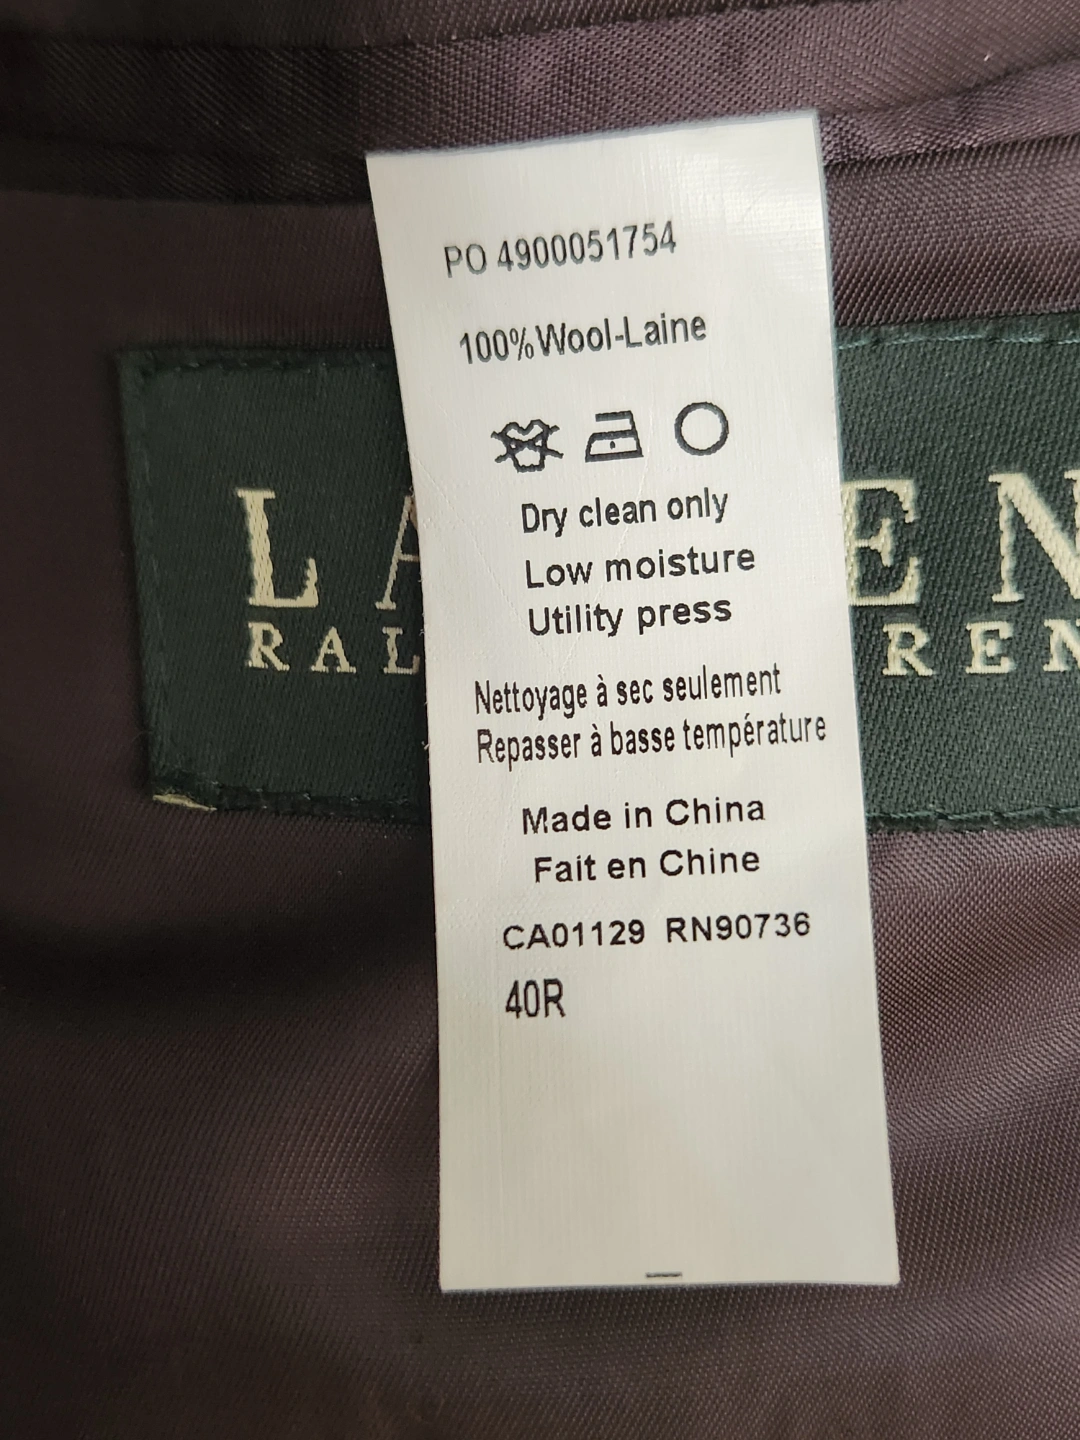 PO 4900051754
100%Wool-Laine
Dry clean only
Low moisture
Utility press
Nettoyage à sec seulement
Repasser à basse température
Made in China
Fait en Chine
CA01129 RN90736
40R